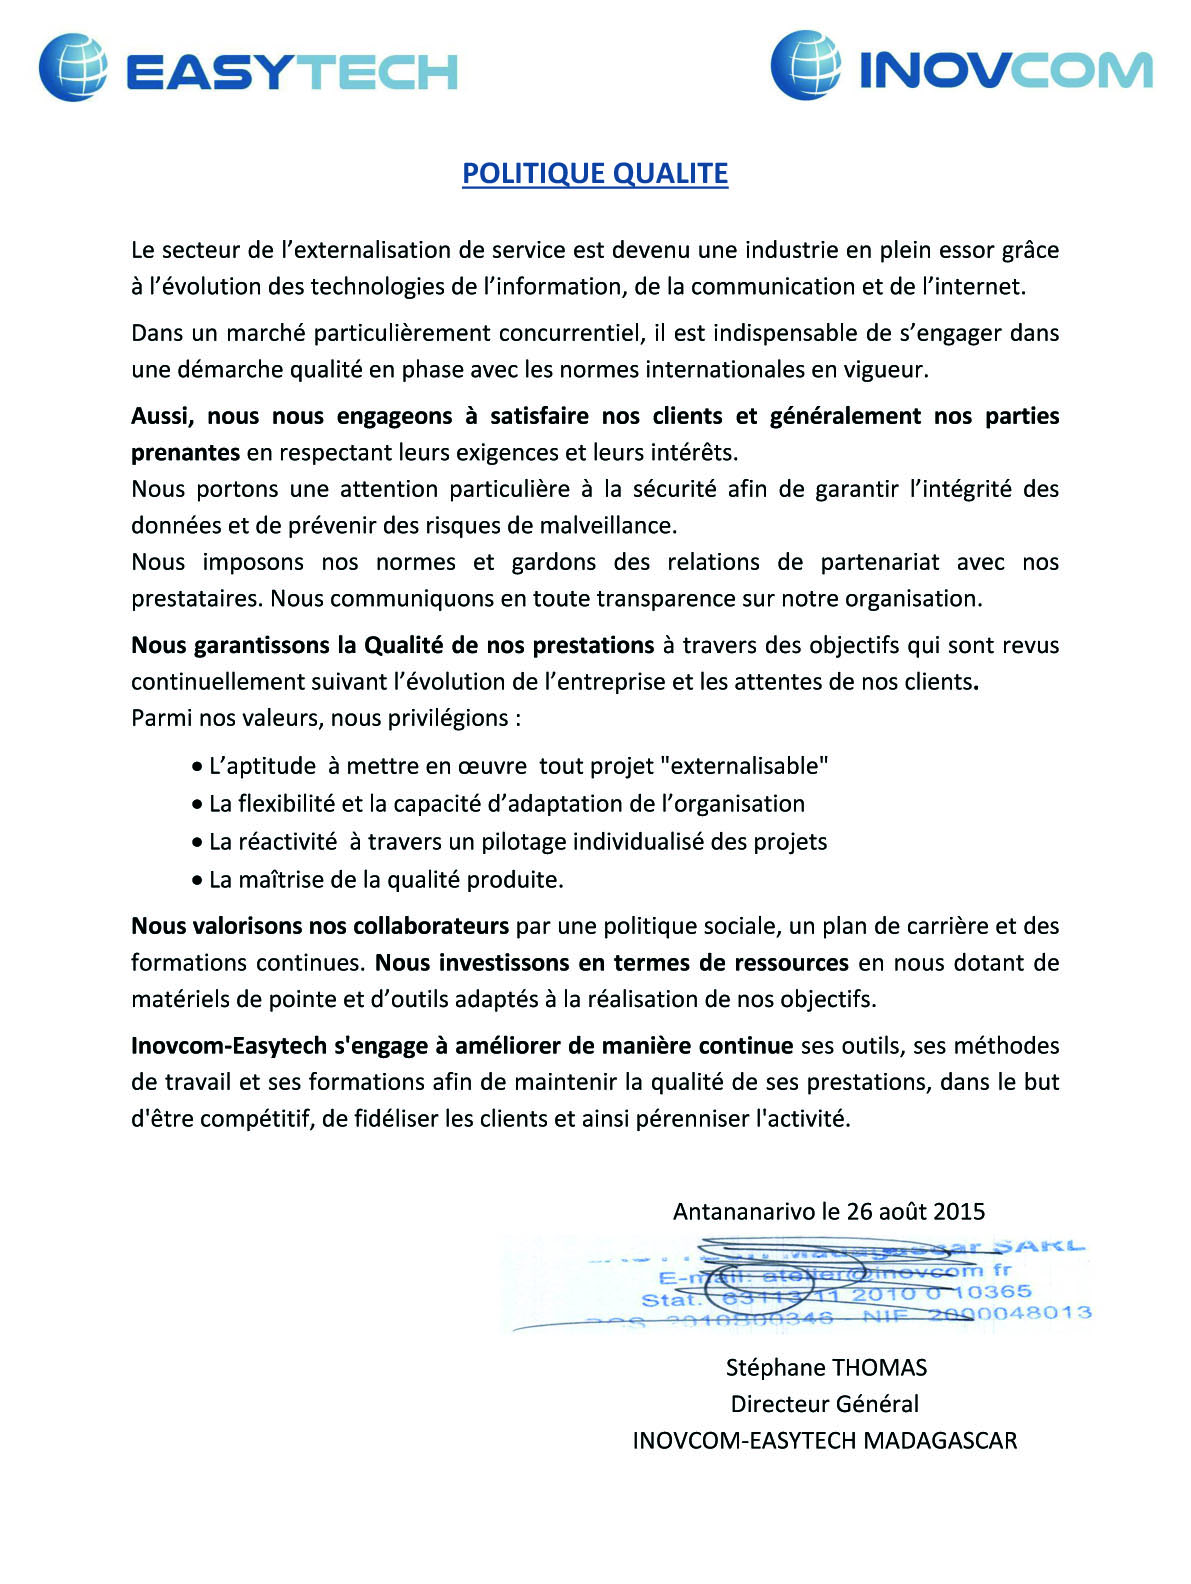 EASYTECH
INOVCOM
POLITIQUE QUALITE
Le secteur de l’externalisation de service est devenu une industrie en plein essor grâce
à l’évolution des technologies de l’information, de la communication et de l’internet.
Dans un marché particulièrement concurrentiel, il est indispensable de s’engager dans
une démarche qualité en phase avec les normes internationales en vigueur.
Aussi, nous nous engageons à satisfaire nos clients et généralement nos parties
prenantes en respectant leurs exigences et leurs intérêts.
Nous portons une attention particulière à la sécurité afin de garantir l’intégrité des
données et de prévenir des risques de malveillance.
Nous imposons nos normes et gardons des relations de partenariat avec nos
prestataires. Nous communiquons en toute transparence sur notre organisation.
Nous garantissons la Qualité de nos prestations à travers des objectifs qui sont revus
continuellement suivant l’évolution de l’entreprise et les attentes de nos clients.
Parmi nos valeurs, nous privilégions :
• L’aptitude à mettre en œuvre tout projet "externalisable"
• La flexibilité et la capacité d’adaptation de l’organisation
• La réactivité à travers un pilotage individualisé des projets
• La maîtrise de la qualité produite.
Nous valorisons nos collaborateurs par une politique sociale, un plan de carrière et des
formations continues. Nous investissons en termes de ressources en nous dotant de
matériels de pointe et d’outils adaptés à la réalisation de nos objectifs.
Inovcom-Easytech s'engage à améliorer de manière continue ses outils, ses méthodes
de travail et ses formations afin de maintenir la qualité de ses prestations, dans le but
d'être compétitif, de fidéliser les clients et ainsi pérenniser l'activité.
Antananarivo le 26 août 2015
Madagascar SARL
E-mail: atelier@inovcom.fr
Stat. 63113 11 2010 0 10365
NIF 2000048013
Stéphane THOMAS
Directeur Général
INOVCOM-EASYTECH MADAGASCAR